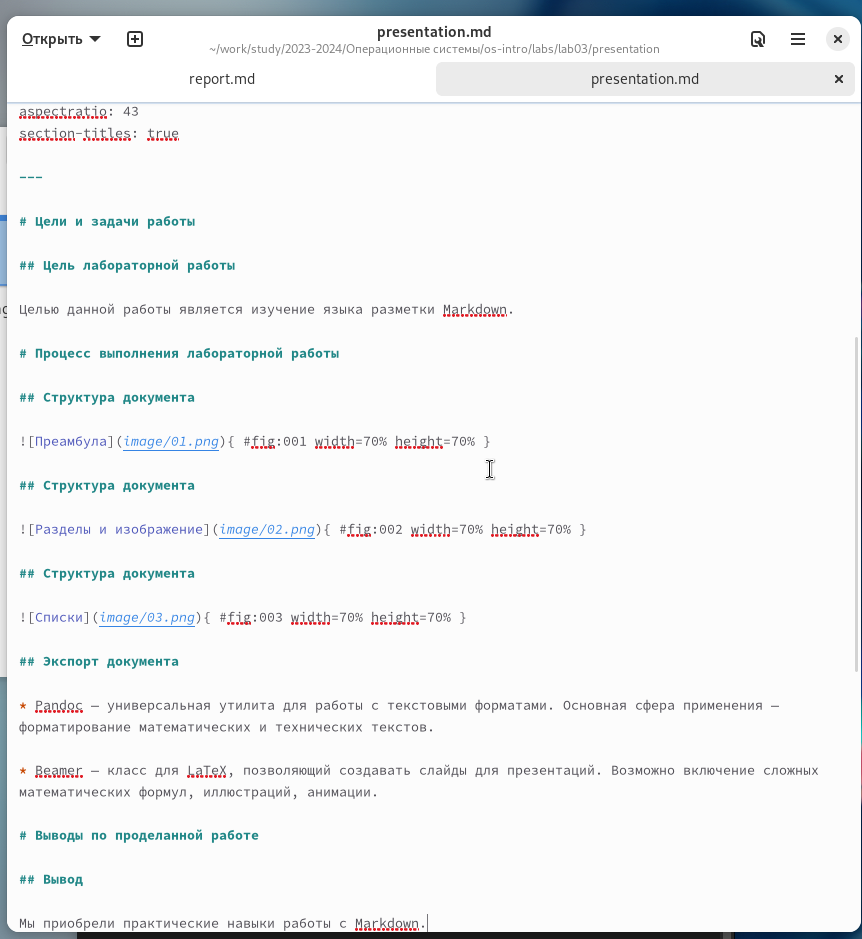 Открыть
presentation.md
~/work/study/2023-2024/Операционные системы/os-intro/labs/lab03/presentation
report.md
presentation.md
aspectratio: 43
section-titles: true
---
# Цели и задачи работы
## Цель лабораторной работы
Целью данной работы является изучение языка разметки Markdown.
# Процесс выполнения лабораторной работы
## Структура документа
![Преамбула](image/01.png){ #fig:001 width=70% height=70% }
## Структура документа
![Разделы и изображение](image/02.png){ #fig:002 width=70% height=70% }
## Структура документа
![Списки](image/03.png){ #fig:003 width=70% height=70% }
## Экспорт документа
* Pandoc — универсальная утилита для работы с текстовыми форматами. Основная сфера применения —
форматирование математических и технических текстов.
* Beamer — класс для LaTeX, позволяющий создавать слайды для презентаций. Возможно включение сложных
математических формул, иллюстраций, анимации.
# Выводы по проделанной работе
## Вывод
Мы приобрели практические навыки работы с Markdown.